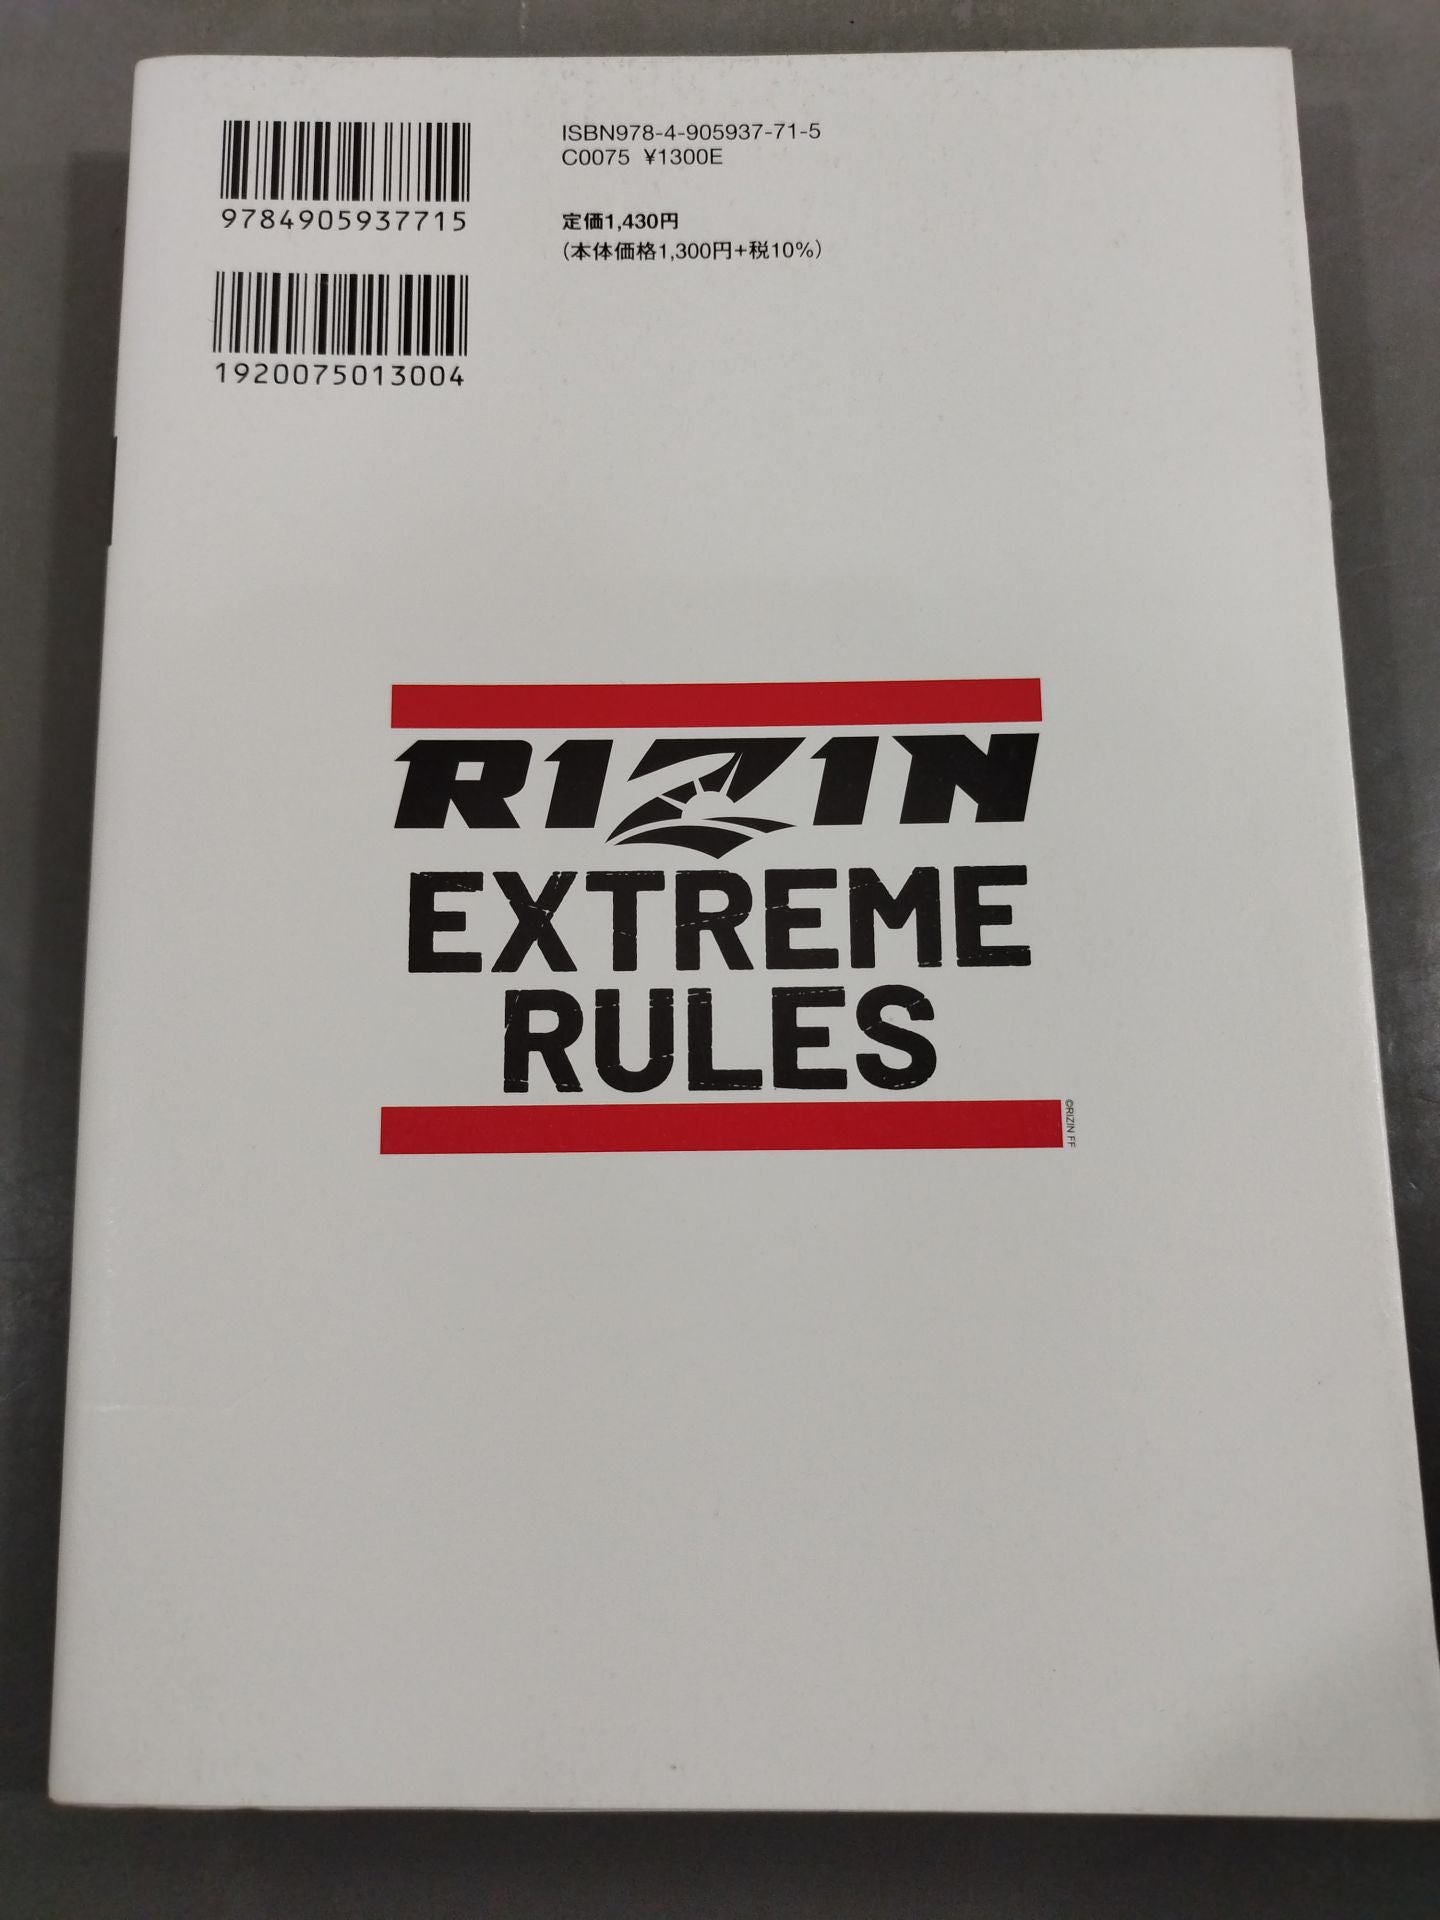 ISBN978-4-905937-71-5
C0075 ¥1300E
9784905937715
定価1,430円
(本体価格1,300円+税10%)
1920075013004
RIZIN
EXTREME
RULES
©RIZIN FF